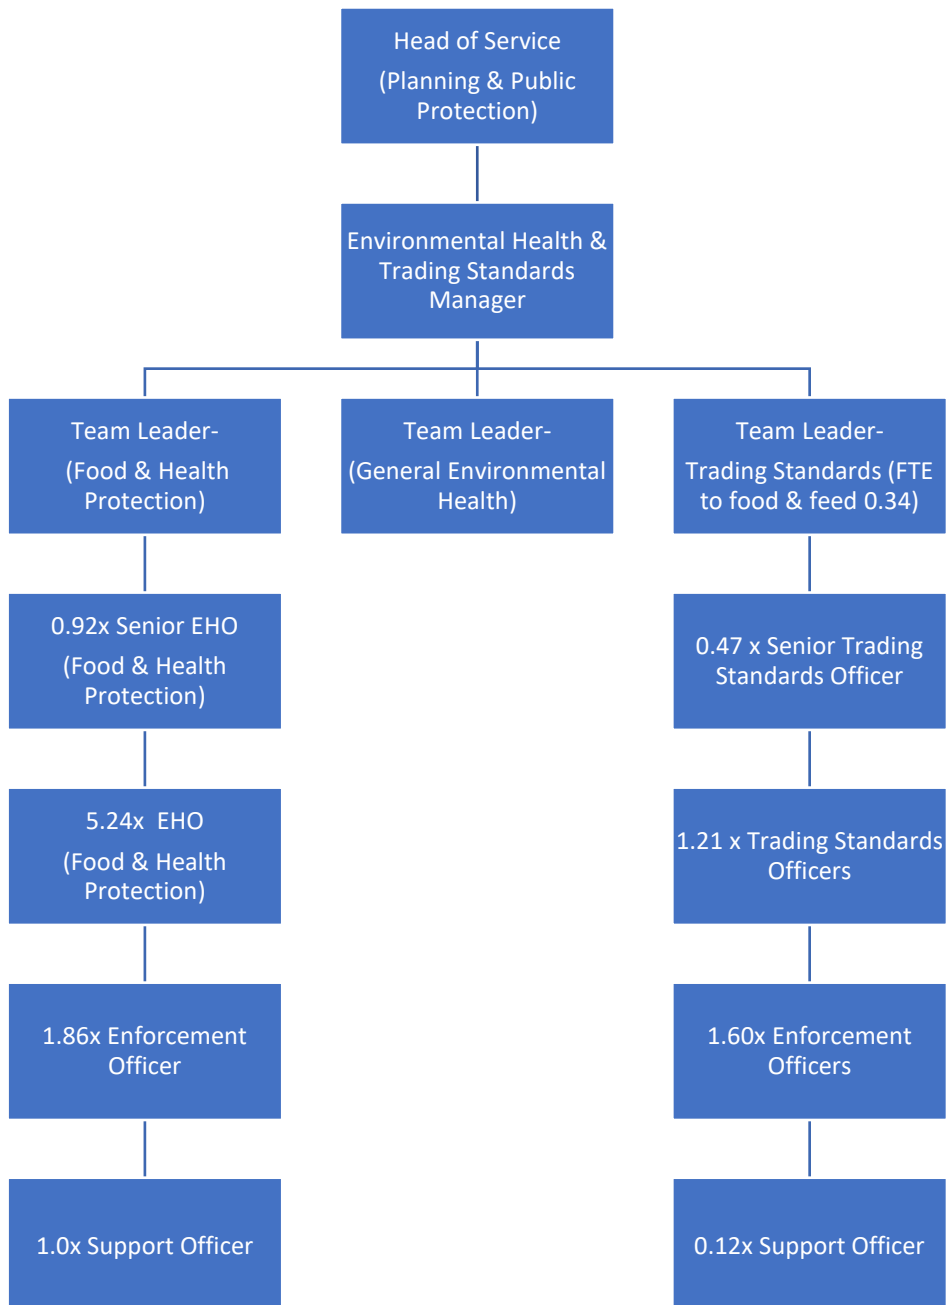 Head of Service
(Planning & Public
Protection)
Environmental Health &
Trading Standards
Manager
Team Leader-
(Food & Health
Protection)
Team Leader-
(General Environmental
Health)
Team Leader-
Trading Standards (FTE
to food & feed 0.34)
0.92x Senior EHO
(Food & Health
Protection)
0.47 x Senior Trading
Standards Officer
5.24x  EHO
(Food & Health
Protection)
1.21 x Trading Standards
Officers
1.86x Enforcement
Officer
1.60x Enforcement
Officers
1.0x Support Officer
0.12x Support Officer